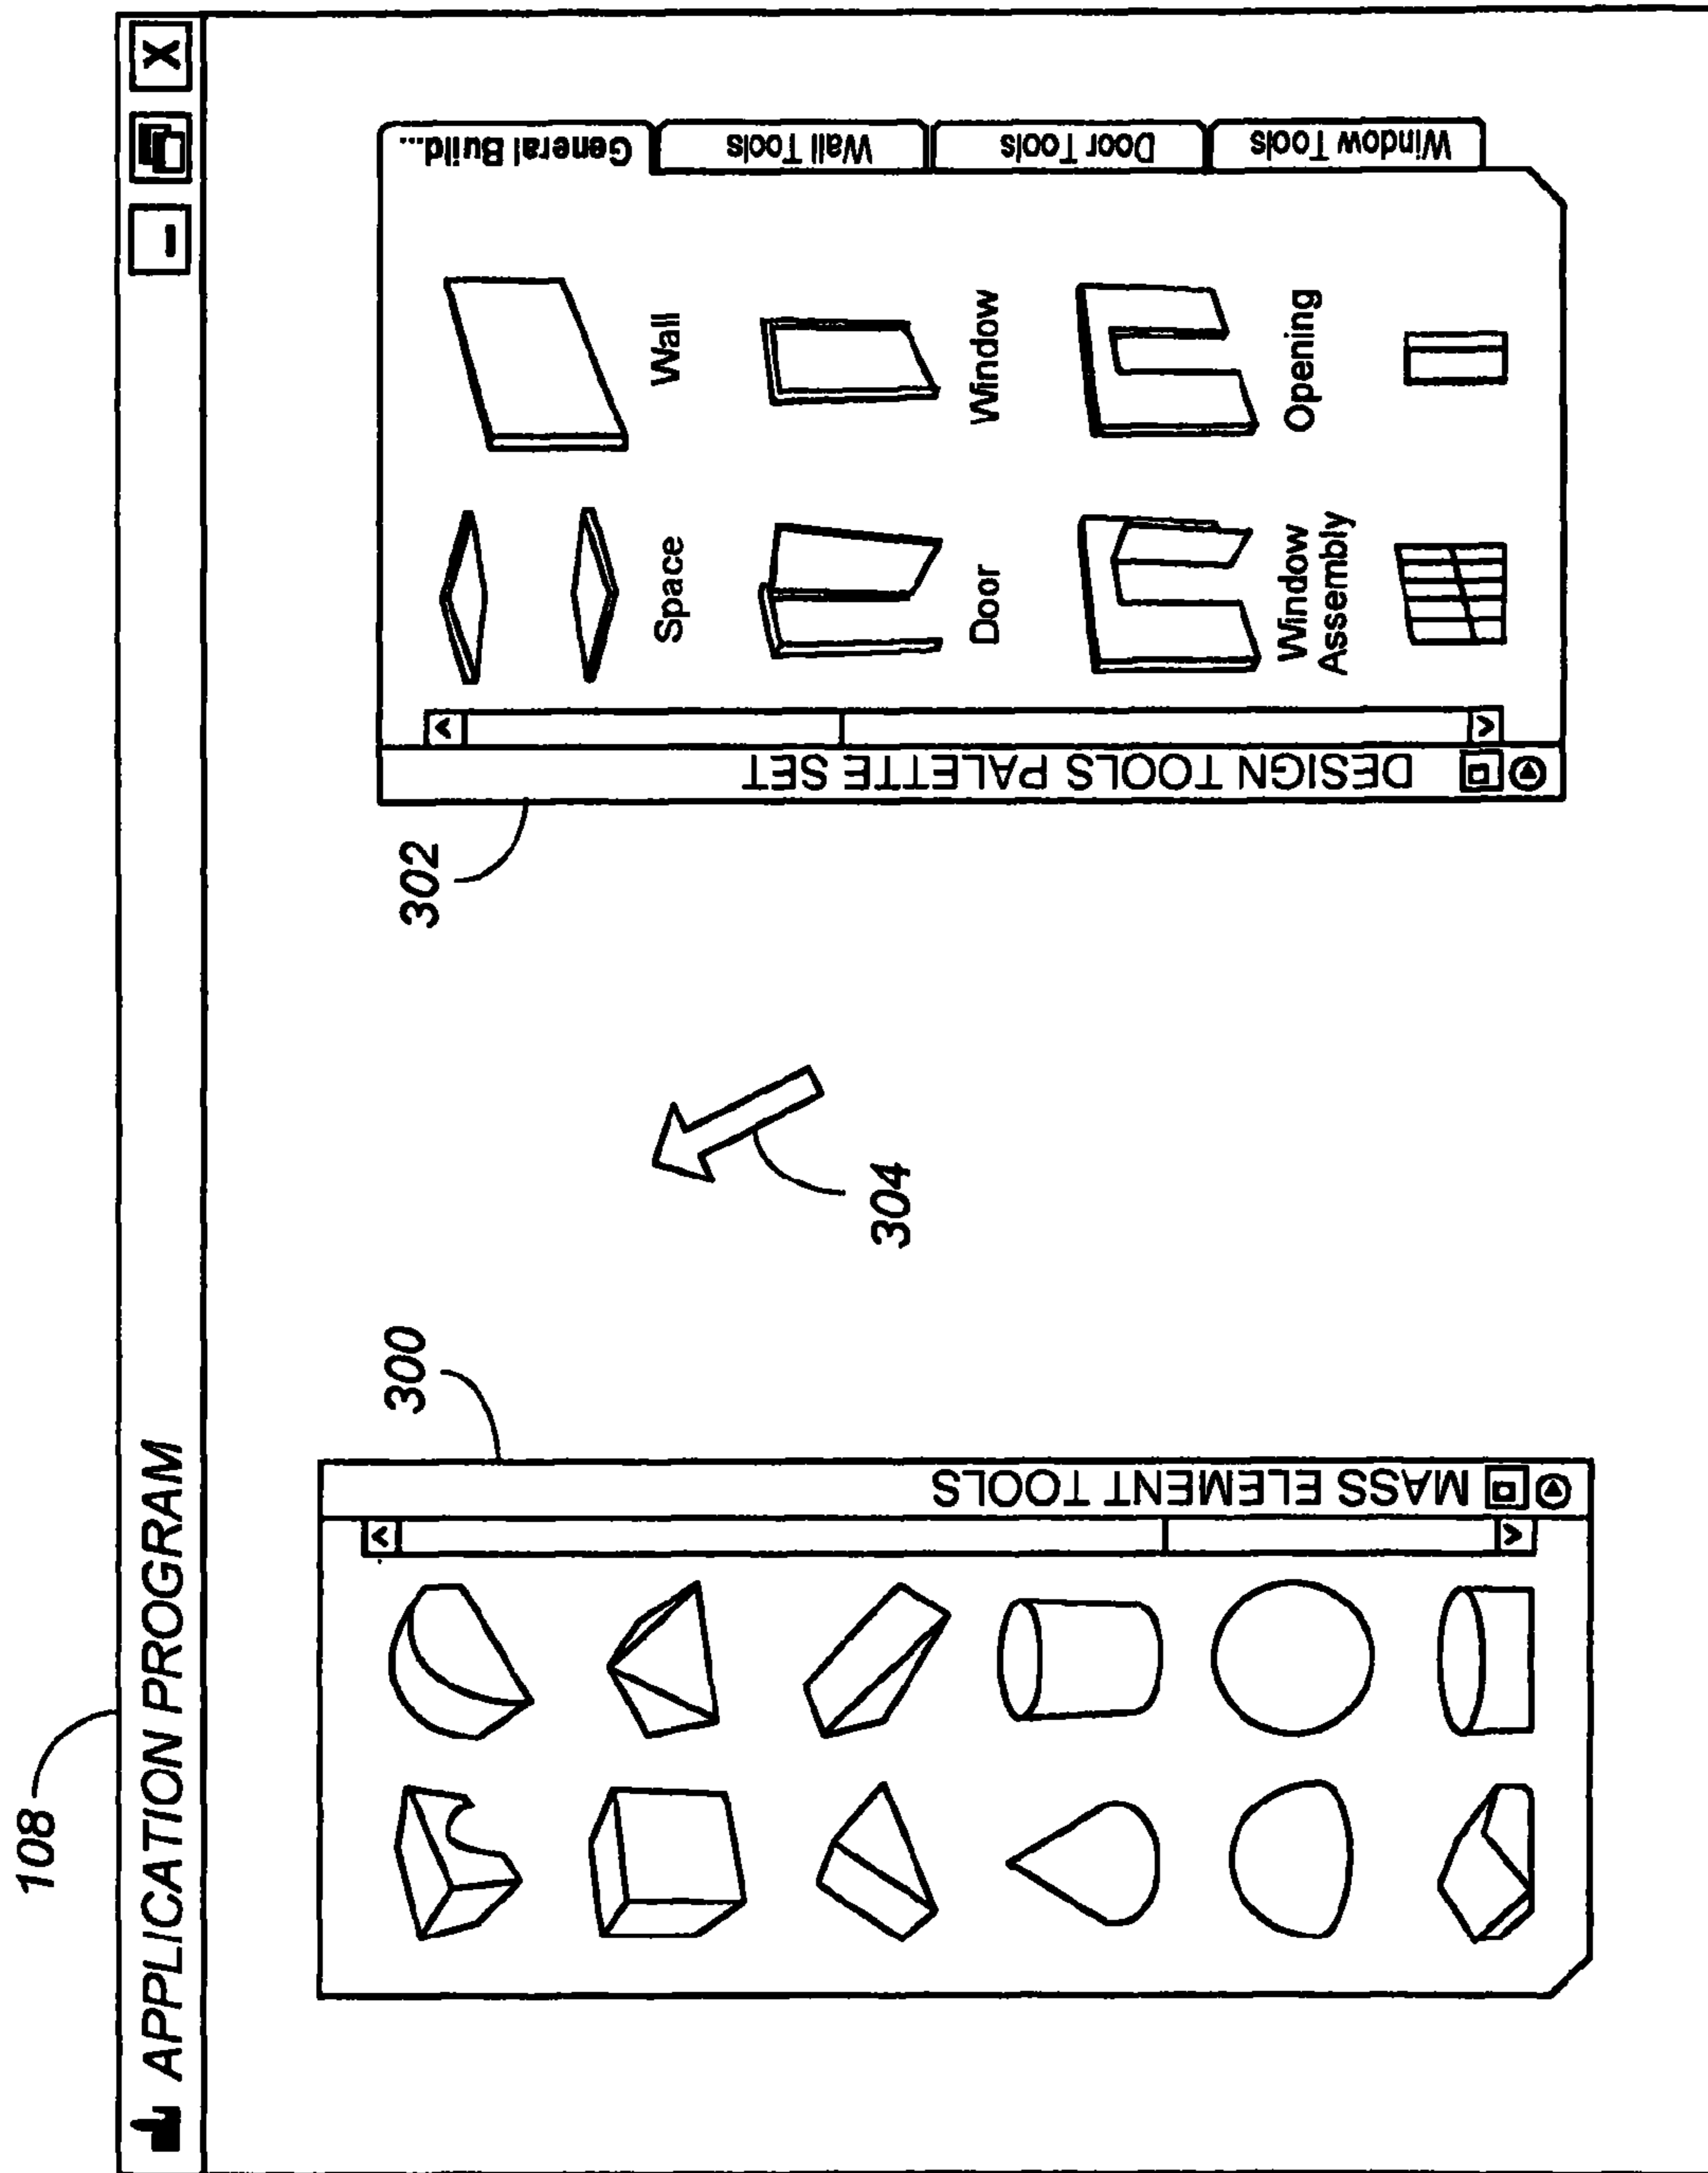 108
APPLICATION PROGRAM
X
300
MASS ELEMENT TOOLS
304
302
DESIGN TOOLS PALETTE SET
Space
Wall
Door
Window
Window
Assembly
Opening
General Build...
Wall Tools
Door Tools
Window Tools